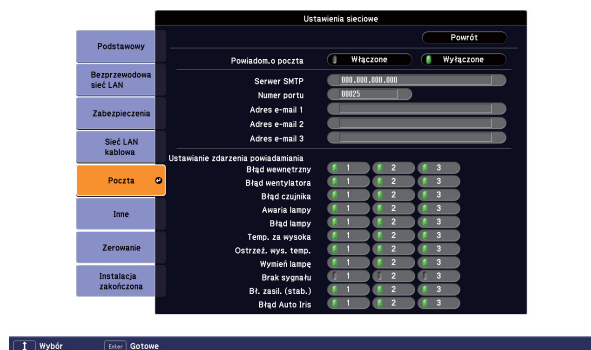 Ustawienia sieciowe
Powrót
Podstawowy
Bezprzewodowa
sieć LAN
Zabezpieczenia
Sieć LAN
kablowa
Poczta
Inne
Zerowanie
Instalacja
zakończona
Powiadom.o poczta Włączone Wyłączone
Serwer SMTP 000.000.000.000
Numer portu 00025
Adres e-mail 1
Adres e-mail 2
Adres e-mail 3
Ustawianie zdarzenia powiadamiania
Błąd wewnętrzny 1 2 3
Błąd wentylatora 1 2 3
Błąd czujnika 1 2 3
Awaria lampy 1 2 3
Błąd lampy 1 2 3
Temp. za wysoka 1 2 3
Ostrzeż. wys. temp. 1 2 3
Wymień lampę 1 2 3
Brak sygnału 1 2 3
Bł. zasil. (stab.) 1 2 3
Błąd Auto Iris 1 2 3
Wybór Enter Gotowe